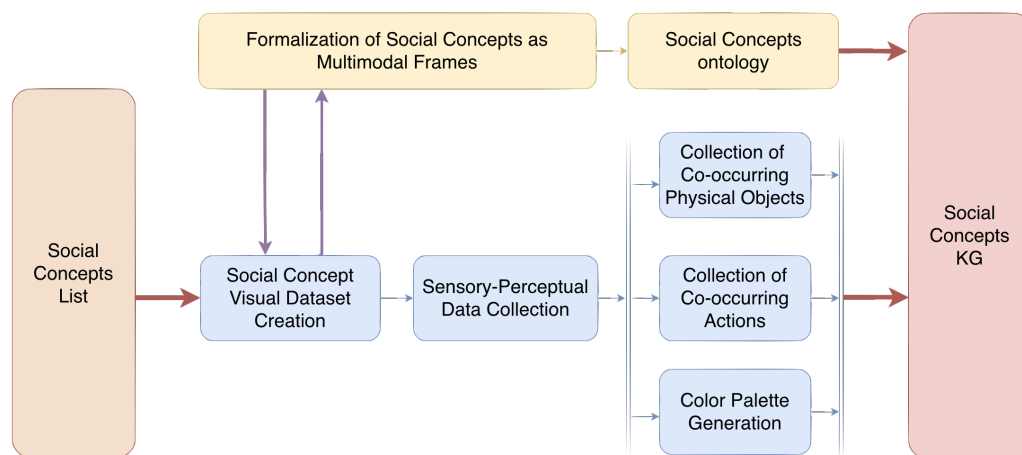 Formalization of Social Concepts as
Multimodal Frames
Social Concepts
ontology
Social
Concepts
List
Social Concept
Visual Dataset
Creation
Sensory-Perceptual
Data Collection
Collection of
Co-occurring
Physical Objects
Collection of
Co-occurring
Actions
Color Palette
Generation
Social
Concepts
KG